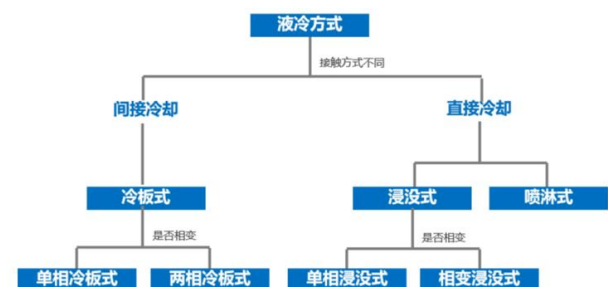 液冷方式
接触方式不同
间接冷却
直接冷却
冷板式
浸没式
喷淋式
是否相变
是否相变
单相冷板式
两相冷板式
单相浸没式
相变浸没式